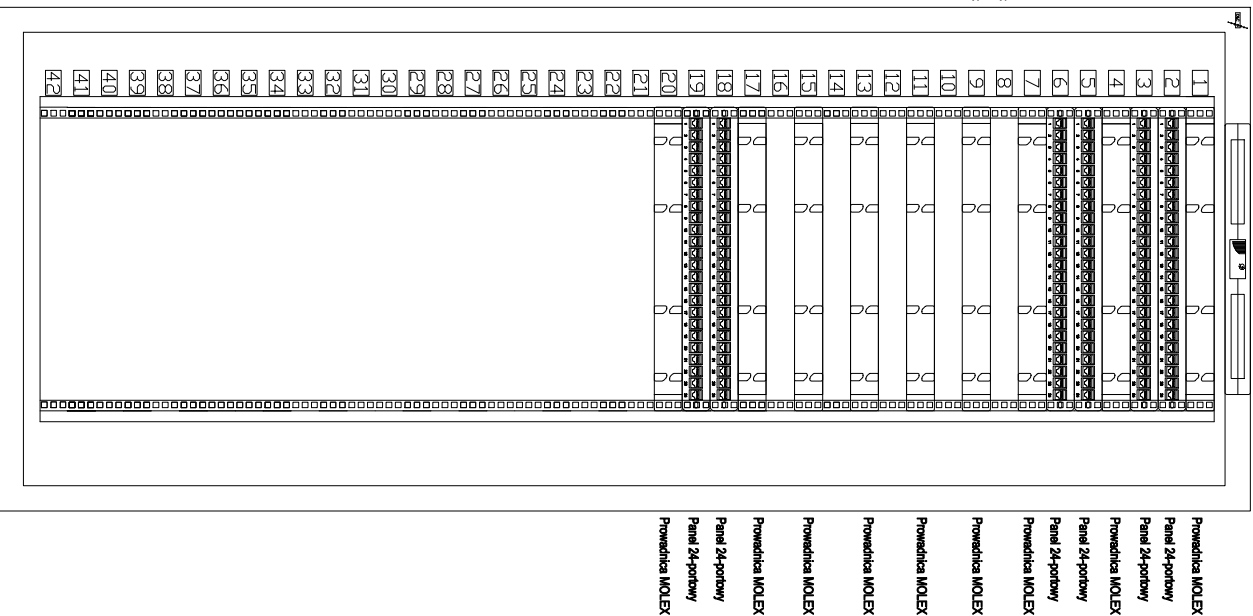 1 Prowadnica MOLEX
2 Panel 24-portowy
3 Panel 24-portowy
4 Prowadnica MOLEX
5 Panel 24-portowy
6 Panel 24-portowy
7 Prowadnica MOLEX
8
9 Prowadnica MOLEX
10
11 Prowadnica MOLEX
12
13 Prowadnica MOLEX
14
15 Prowadnica MOLEX
16
17 Prowadnica MOLEX
18 Panel 24-portowy
19 Panel 24-portowy
20 Prowadnica MOLEX
21
22
23
24
25
26
27
28
29
30
31
32
33
34
35
36
37
38
39
40
41
42